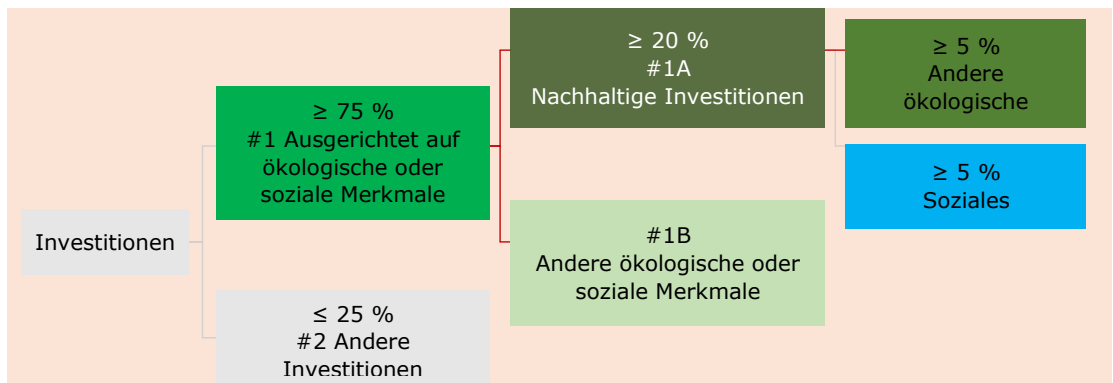 Investitionen
≥ 75 %
#1 Ausgerichtet auf
ökologische oder
soziale Merkmale
≤ 25 %
#2 Andere
Investitionen
≥ 20 %
#1A
Nachhaltige Investitionen
#1B
Andere ökologische oder
soziale Merkmale
≥ 5 %
Andere
ökologische
≥ 5 %
Soziales